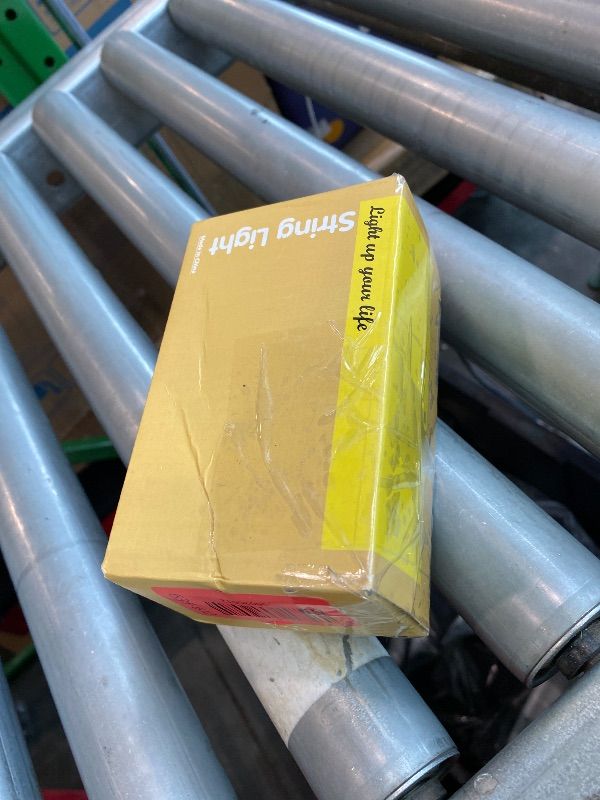 Light up your life
String Light
Made in China